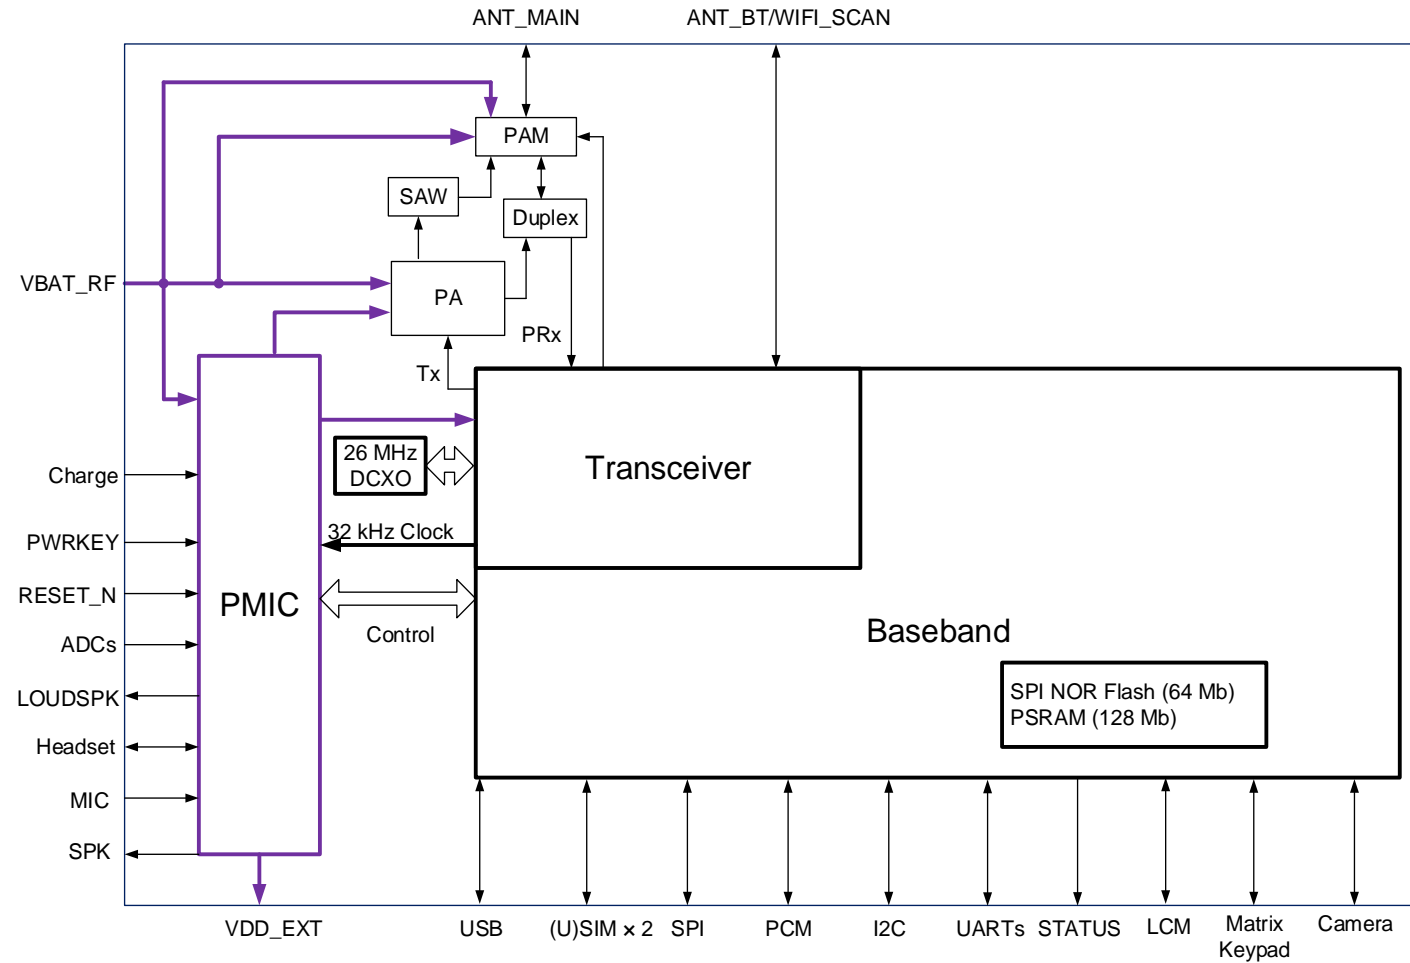 ANT_MAIN
ANT_BT/WIFI_SCAN
PAM
SAW
Duplex
VBAT_RF
PA
PRx
Tx
26 MHz
DCXO
Transceiver
Charge
32 kHz Clock
PWRKEY
RESET_N
PMIC
Control
Baseband
ADCs
LOUDSPK
SPI NOR Flash (64 Mb)
PSRAM (128 Mb)
Headset
MIC
SPK
VDD_EXT
USB
(U)SIM × 2
SPI
PCM
I2C
UARTs
STATUS
LCM
Matrix
Keypad
Camera